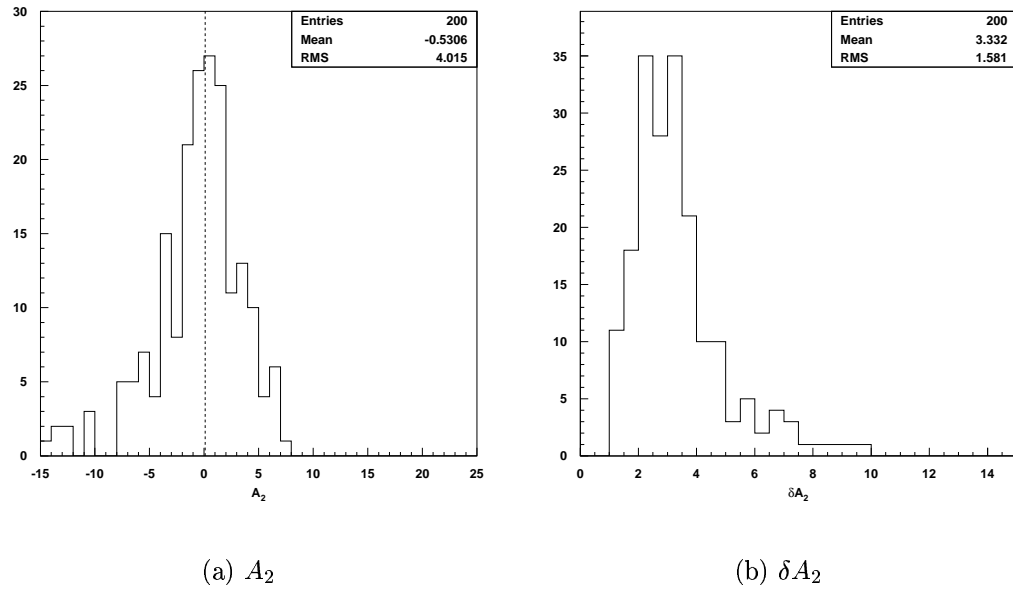 Entries 200
Mean -0.5306
RMS 4.015
30
25
20
15
10
5
0
-15 -10 -5 0 5 10 15 20 25
A2
Entries 200
Mean 3.332
RMS 1.581
35
30
25
20
15
10
5
0
0 2 4 6 8 10 12 14
δA2
(a) A2
(b) δA2